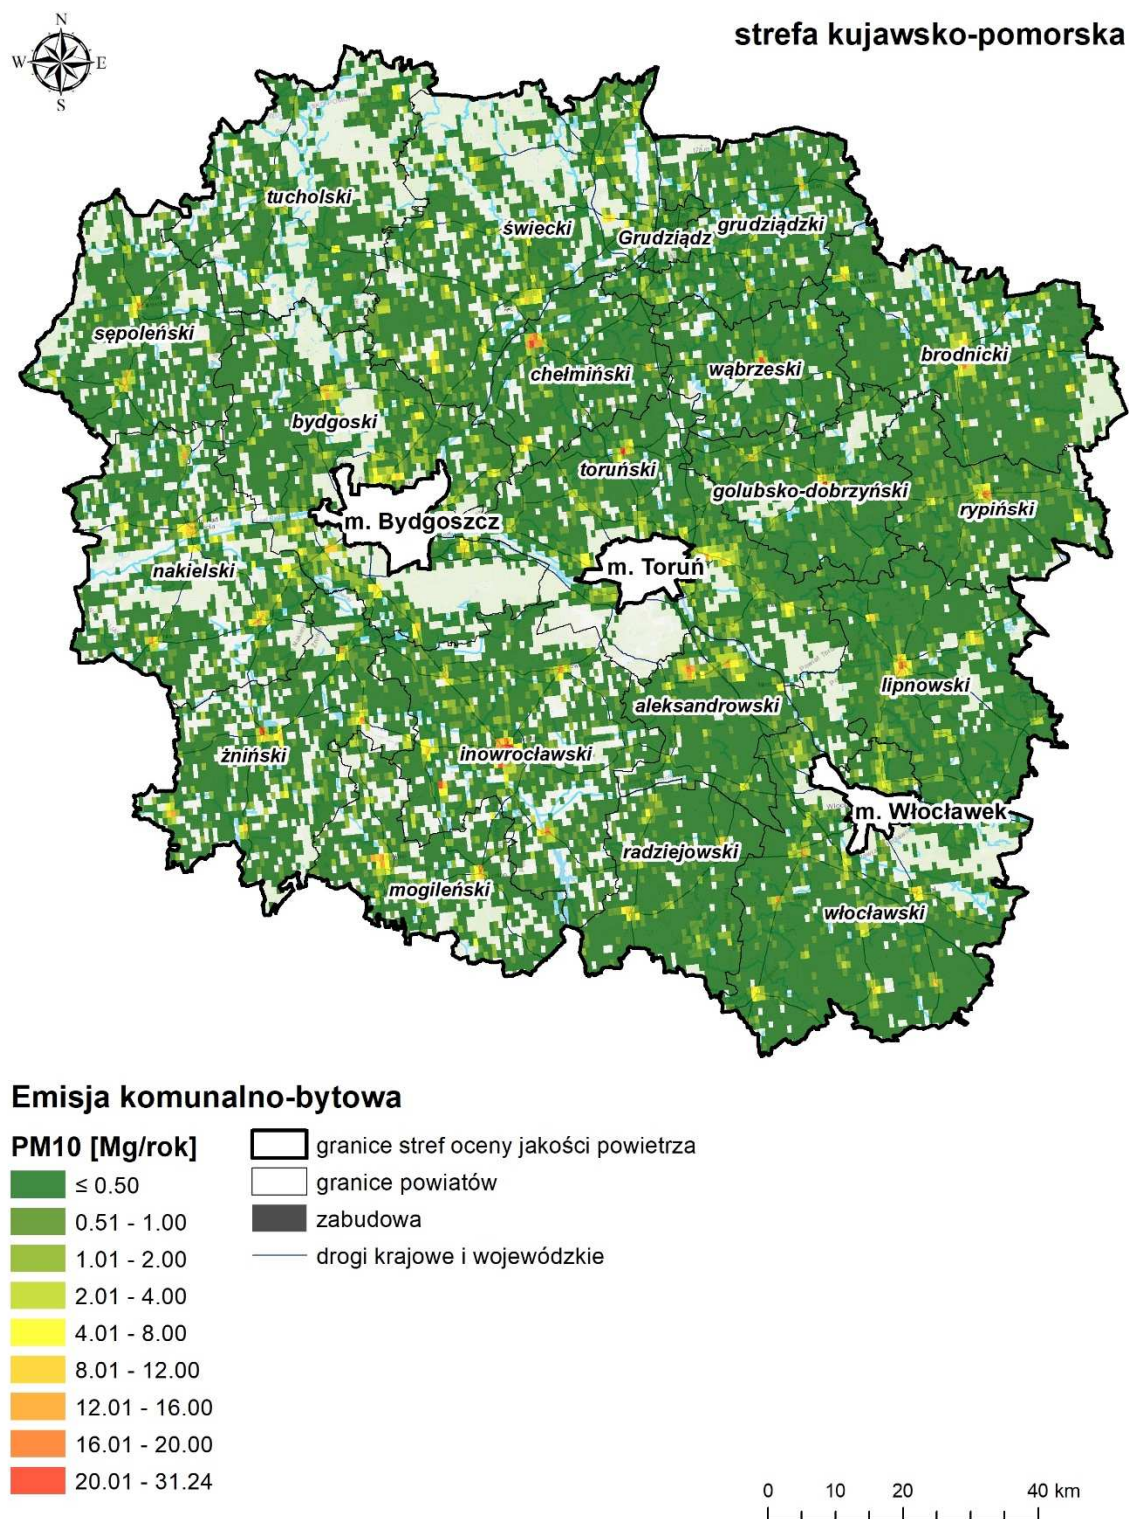 strefa kujawsko-pomorska
N
W E
S
tucholski
świecki
Grudziądz
grudziądzki
sępoleński
brodnicki
chełmiński
wąbrzeski
bydgoski
toruński
golubsko-dobrzyński
rypiński
m. Bydgoszcz
nakielski
m. Toruń
lipnowski
aleksandrowski
żniński
inowrocławski
m. Włocławek
radziejowski
mogileński
włocławski
Emisja komunalno-bytowa
PM10 [Mg/rok]
≤ 0.50
0.51 - 1.00
1.01 - 2.00
2.01 - 4.00
4.01 - 8.00
8.01 - 12.00
12.01 - 16.00
16.01 - 20.00
20.01 - 31.24
granice stref oceny jakości powietrza
granice powiatów
zabudowa
drogi krajowe i wojewódzkie
0 10 20 40 km